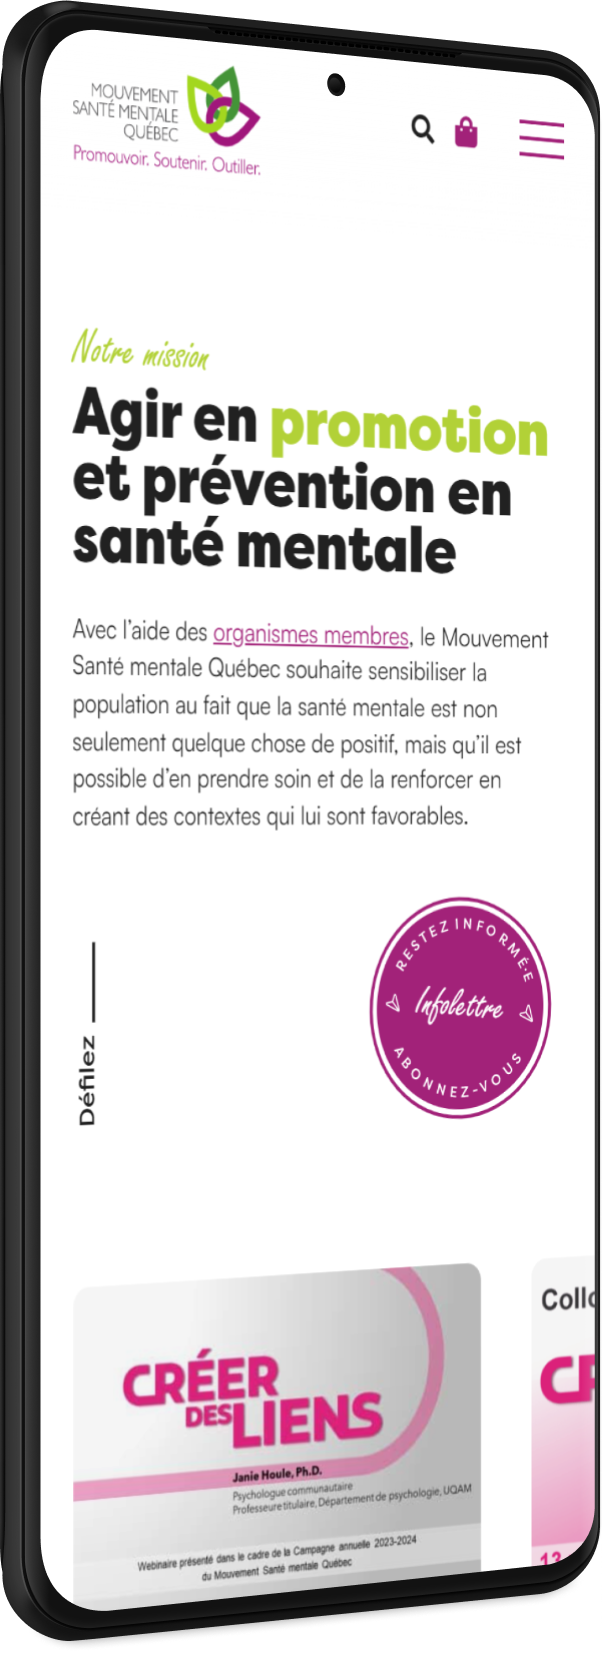 MOUVEMENT
SANTÉ MENTALE
QUÉBEC
Promouvoir. Soutenir. Outiller.
Notre mission
Agir en promotion
et prévention en
santé mentale
Avec l'aide des organismes membres, le Mouvement
Santé mentale Québec souhaite sensibiliser la
population au fait que la santé mentale est non
seulement quelque chose de positif, mais qu'il est
possible d'en prendre soin et de la renforcer en
créant des contextes qui lui sont favorables.
RESTEZ INFORMÉ·E
Infolettre
ABONNEZ-VOUS
Défilez
CRÉER
DES LIENS
Janie Houle, Ph.D.
Psychologue communautaire
Professeure titulaire, Département de psychologie, UQAM
Webinaire présenté dans le cadre de la Campagne annuelle 2023-2024
du Mouvement Santé mentale Québec
Collo
CR
13